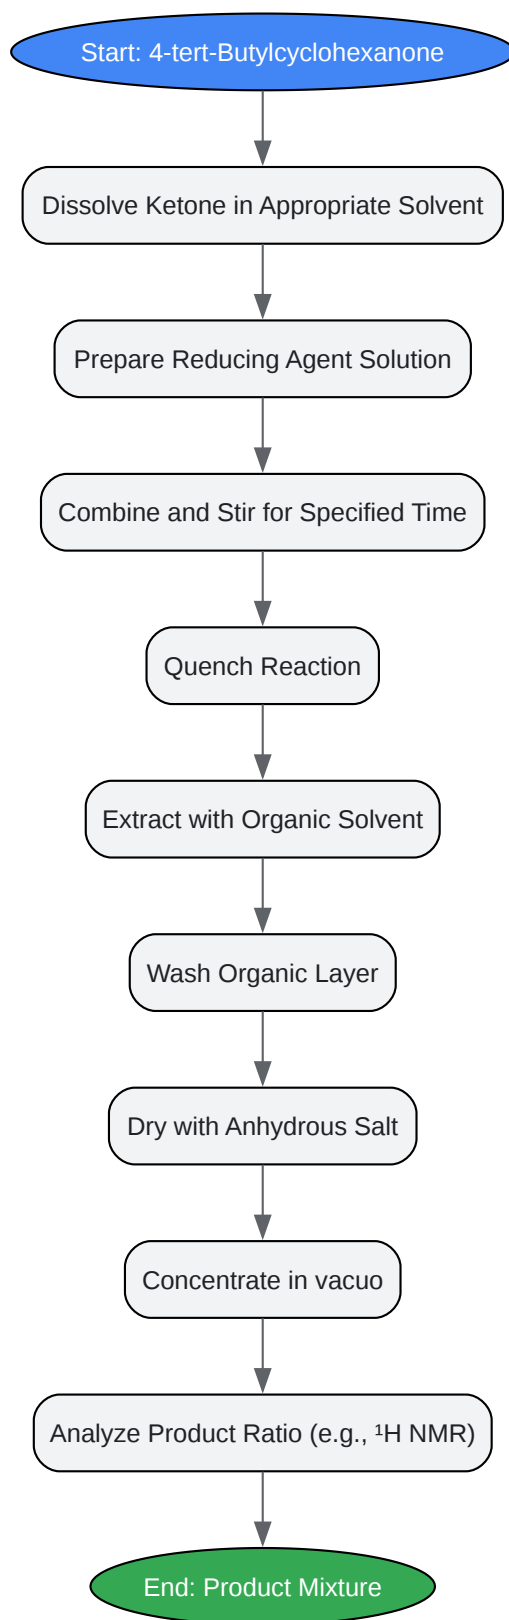 Start: 4-tert-Butylcyclohexanone
Dissolve Ketone in Appropriate Solvent
Prepare Reducing Agent Solution
Combine and Stir for Specified Time
Quench Reaction
Extract with Organic Solvent
Wash Organic Layer
Dry with Anhydrous Salt
Concentrate in vacuo
Analyze Product Ratio (e.g., ¹H NMR)
End: Product Mixture